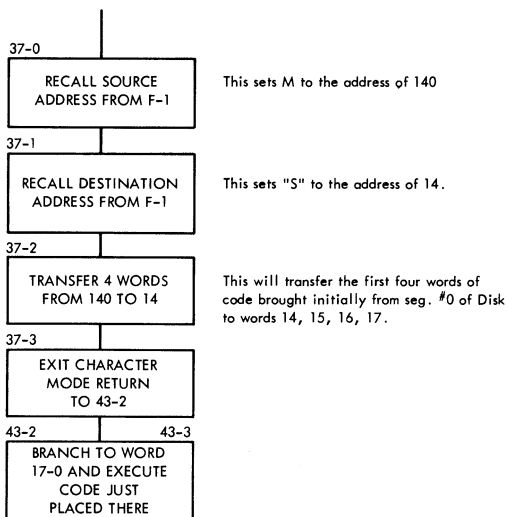 37-0
RECALL SOURCE
ADDRESS FROM F-1
This sets M to the address of 140
37-1
RECALL DESTINATION
ADDRESS FROM F-1
This sets "S" to the address of 14.
37-2
TRANSFER 4 WORDS
FROM 140 TO 14
This will transfer the first four words of
code brought initially from seg. #0 of Disk
to words 14, 15, 16, 17.
37-3
EXIT CHARACTER
MODE RETURN
TO 43-2
43-2 43-3
BRANCH TO WORD
17-0 AND EXECUTE
CODE JUST
PLACED THERE